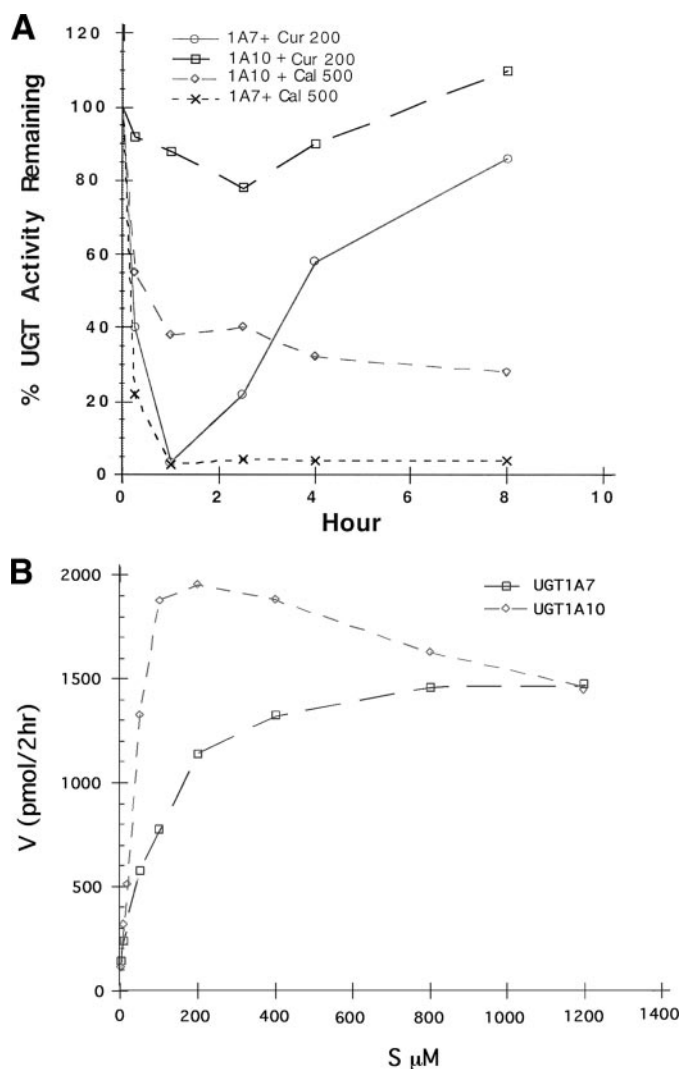 A
1A7+ Cur 200
1A10 + Cur 200
1A10 + Cal 500
1A7+ Cal 500
% UGT Activity Remaining
100
80
60
40
20
0
0 2 4 6 8 10
Hour
B
UGT1A7
UGT1A10
V (pmol/2hr)
2000
1500
1000
500
0
0 200 400 600 800 1000 1200 1400
S μM